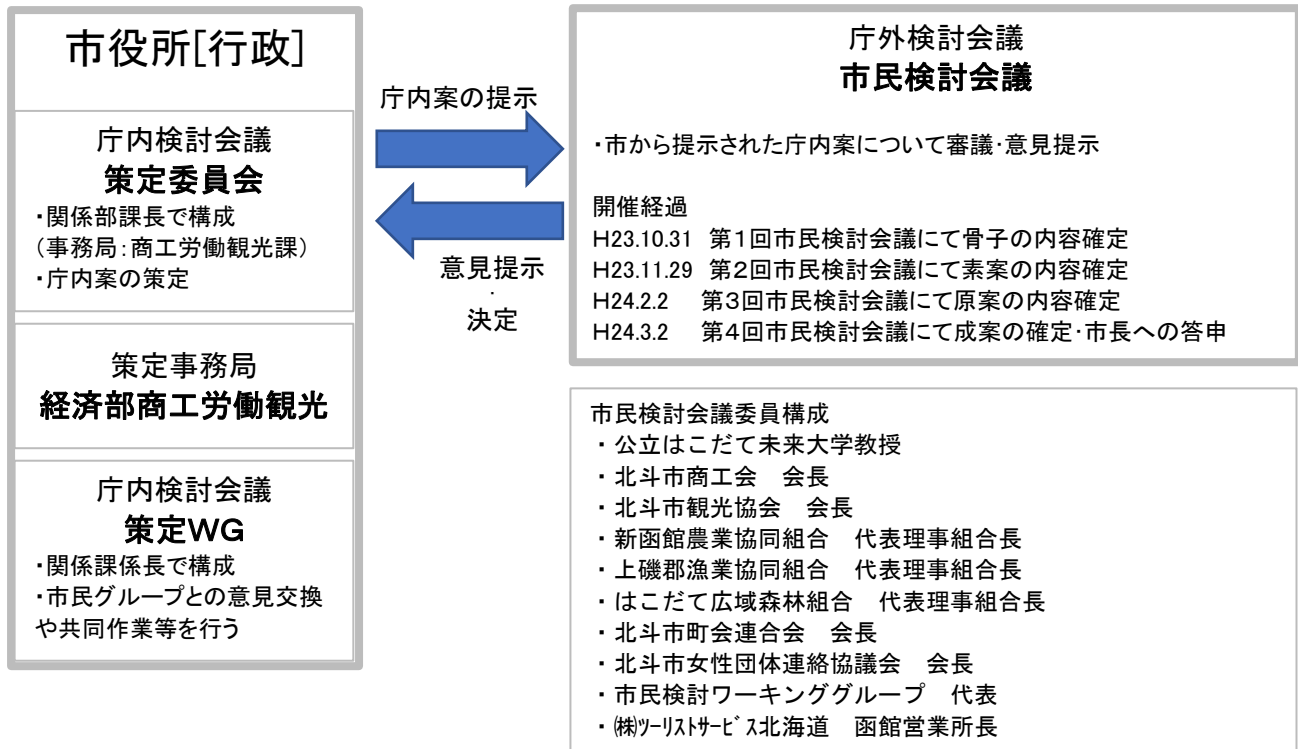 市役所[行政]
庁内検討会議
策定委員会
・関係部課長で構成
(事務局:商工労働観光課)
・庁内案の策定
策定事務局
経済部商工労働観光
庁内検討会議
策定WG
・関係課係長で構成
・市民グループとの意見交換
や共同作業等を行う
庁内案の提示
意見提示
・
決定
庁外検討会議
市民検討会議
・市から提示された庁内案について審議・意見提示
開催経過
H23.10.31 第1回市民検討会議にて骨子の内容確定
H23.11.29 第2回市民検討会議にて素案の内容確定
H24.2.2 第3回市民検討会議にて原案の内容確定
H24.3.2 第4回市民検討会議にて成案の確定・市長への答申
市民検討会議委員構成
・公立はこだて未来大学教授
・北斗市商工会 会長
・北斗市観光協会 会長
・新函館農業協同組合 代表理事組合長
・上磯郡漁業協同組合 代表理事組合長
・はこだて広域森林組合 代表理事組合長
・北斗市町会連合会 会長
・北斗市女性団体連絡協議会 会長
・市民検討ワーキンググループ 代表
・㈱ﾂｰﾘｽﾄｻｰﾋﾞｽ北海道 函館営業所長